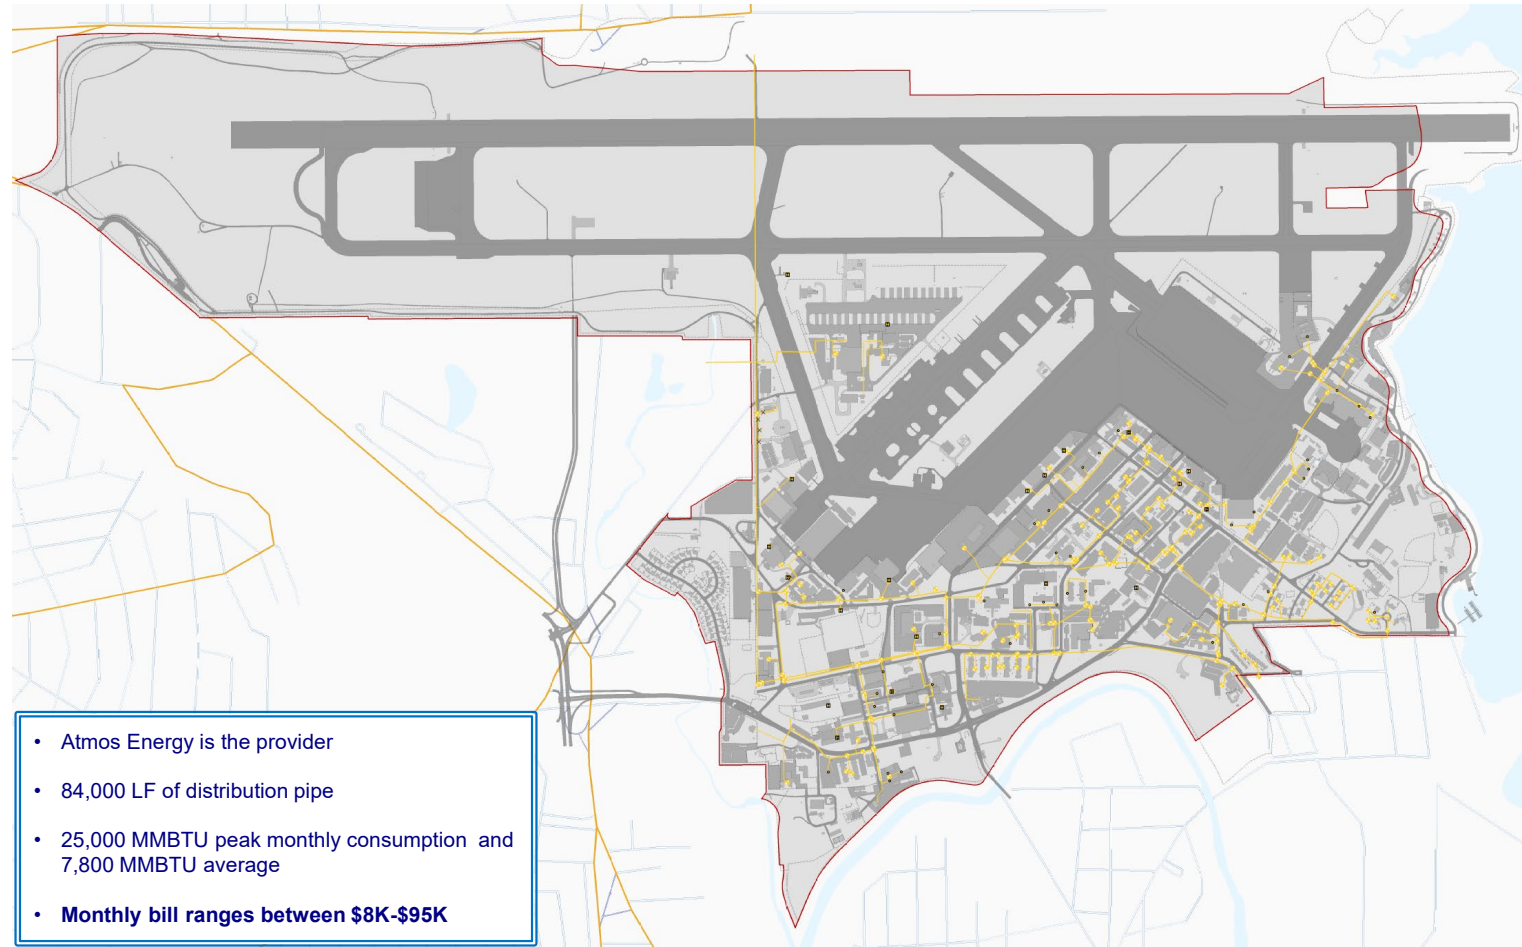 • Atmos Energy is the provider
• 84,000 LF of distribution pipe
• 25,000 MMBTU peak monthly consumption and
7,800 MMBTU average
• Monthly bill ranges between $8K-$95K